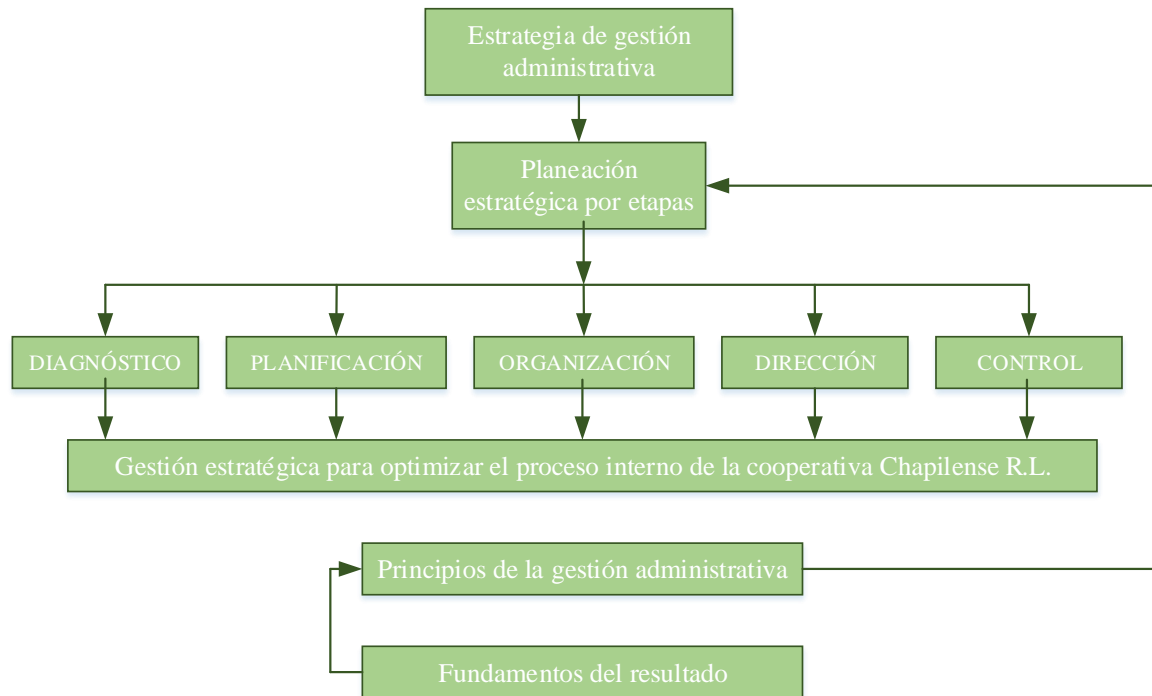 Estrategia de gestión
administrativa
Planeación
estratégica por etapas
DIAGNÓSTICO
PLANIFICACIÓN
ORGANIZACIÓN
DIRECCIÓN
CONTROL
Gestión estratégica para optimizar el proceso interno de la cooperativa Chapilense R.L.
Principios de la gestión administrativa
Fundamentos del resultado